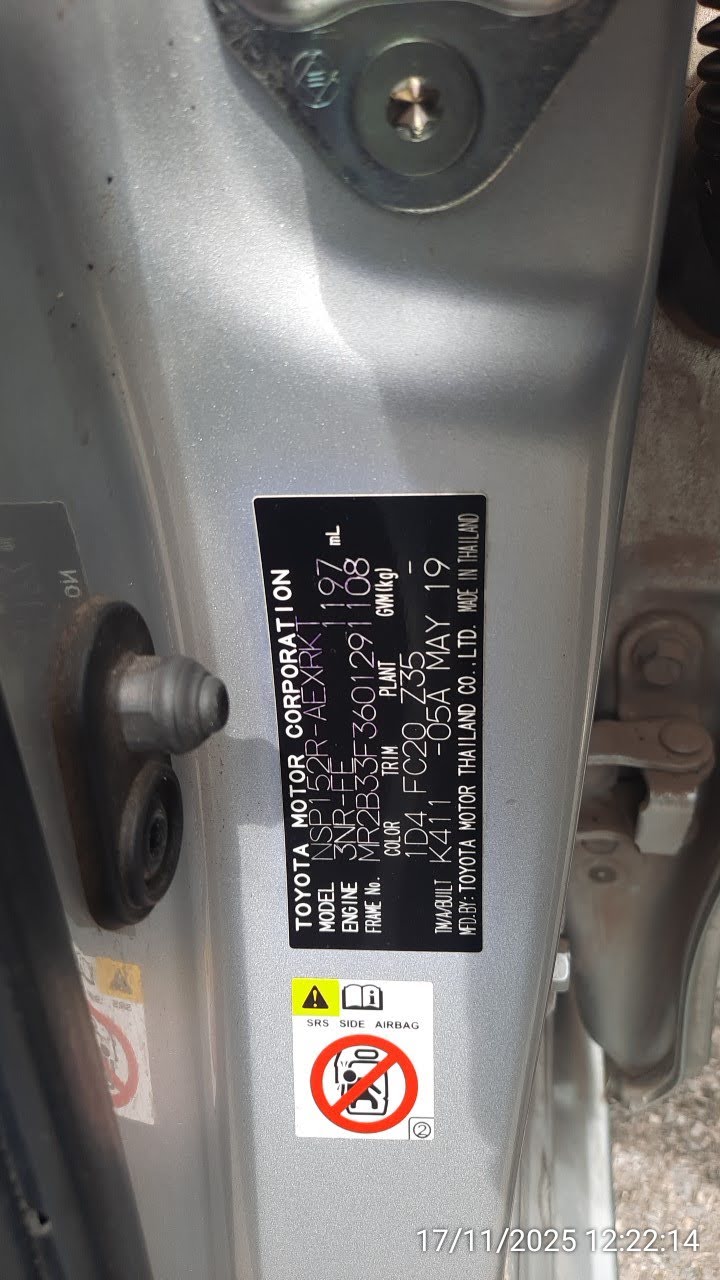 TOYOTA MOTOR CORPORATION
MODEL NSP152R-AEXRKT
ENGINE 3NR-FE 1197 mL
FRAME No. MR2B33F3601291108
COLOR TRIM PLANT GVM(kg)
1D4 FC20 Z35 -
TM/A/BUILT K411 -05A MAY 19
MFD.BY: TOYOTA MOTOR THAILAND CO.,LTD. MADE IN THAILAND
SRS SIDE AIRBAG
2
17/11/2025 12:22:14